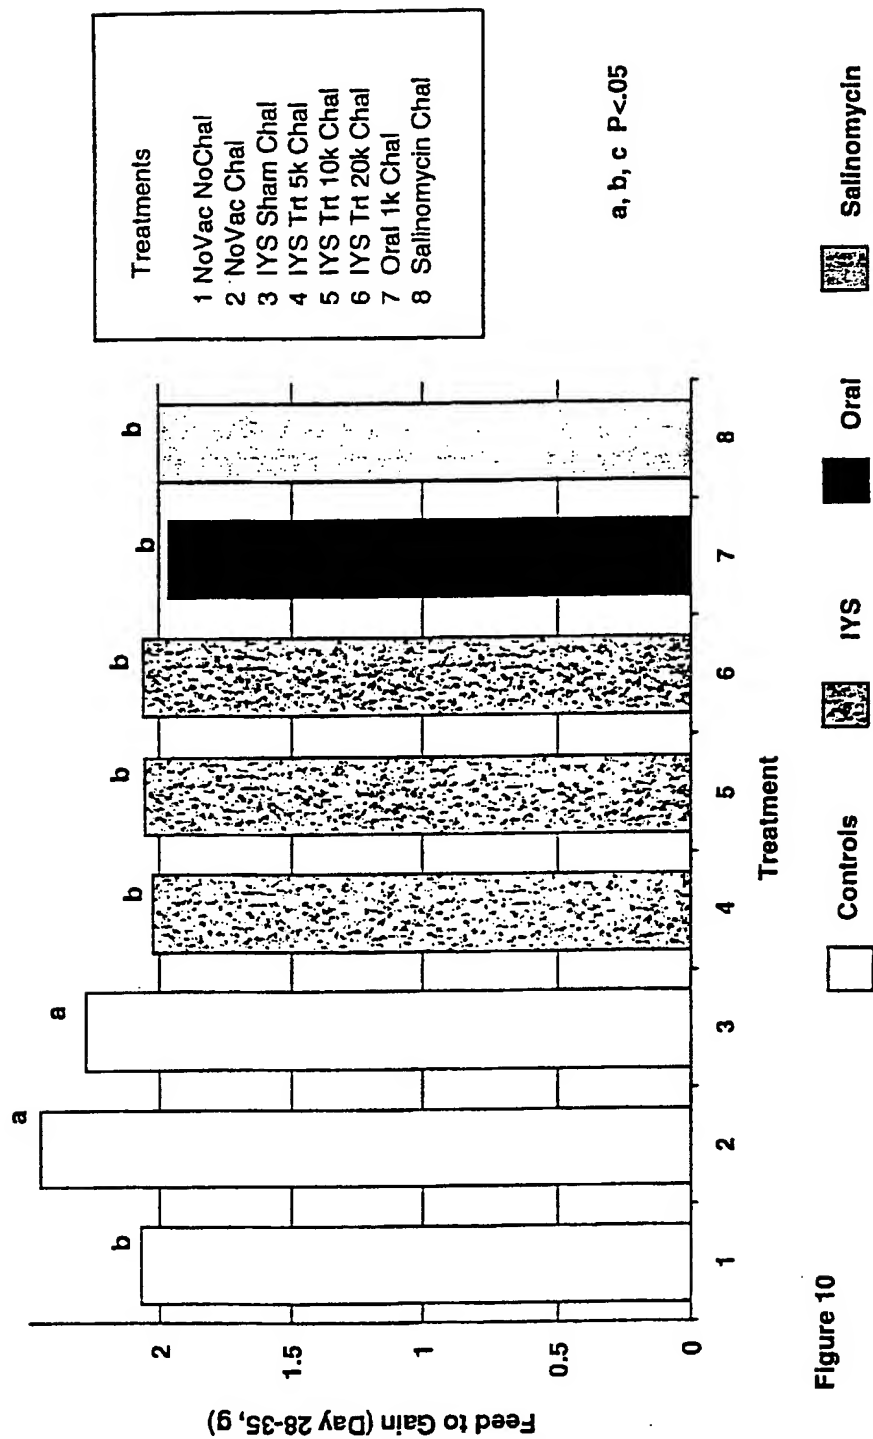 Treatments
1 NoVac NoChal
2 NoVac Chal
3 IYS Sham Chal
4 IYS Trt 5k Chal
5 IYS Trt 10k Chal
6 IYS Trt 20k Chal
7 Oral 1k Chal
8 Salinomycin Chal
a, b, c P<.05
Feed to Gain (Day 28-35, g)
2
1.5
1
0.5
0
b
a
a
b
b
b
b
b
1 2 3 4 5 6 7 8
Treatment
Controls IYS Oral Salinomycin
Figure 10